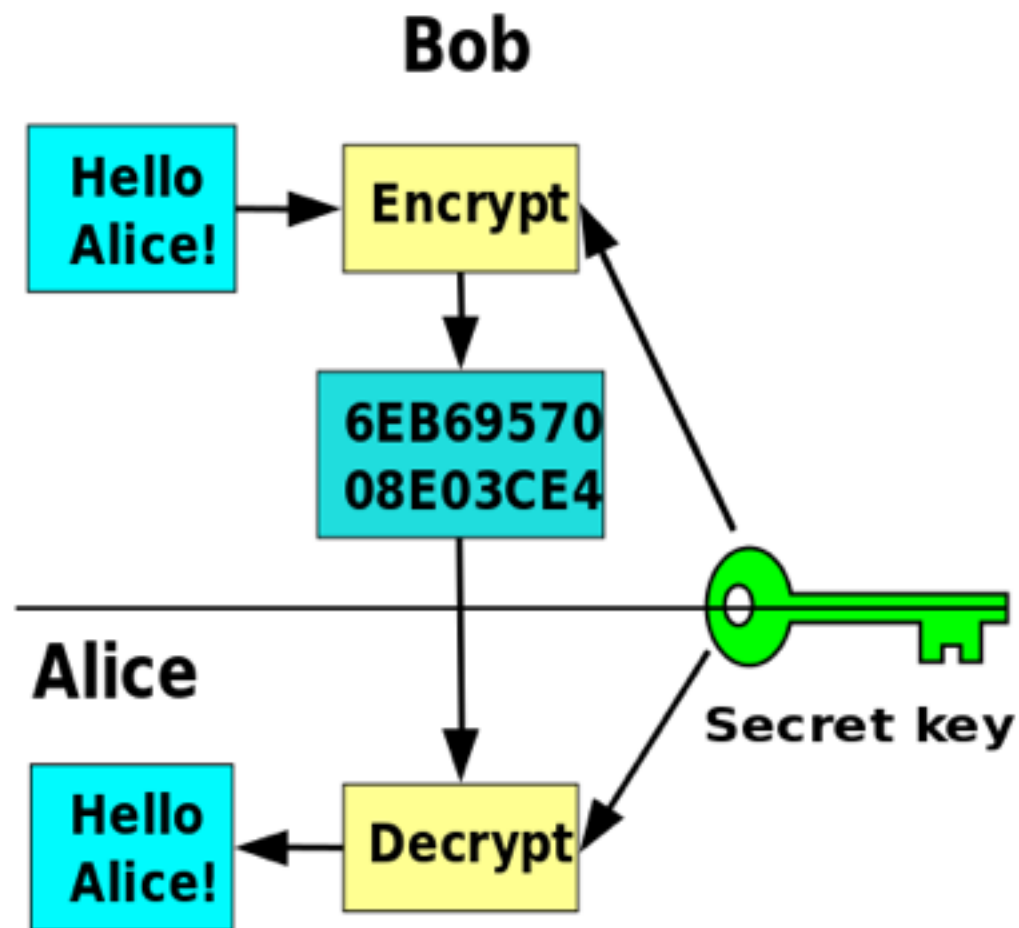 Bob
Hello
Alice!
Encrypt
6EB69570
08E03CE4
Alice
Secret key
Hello
Alice!
Decrypt